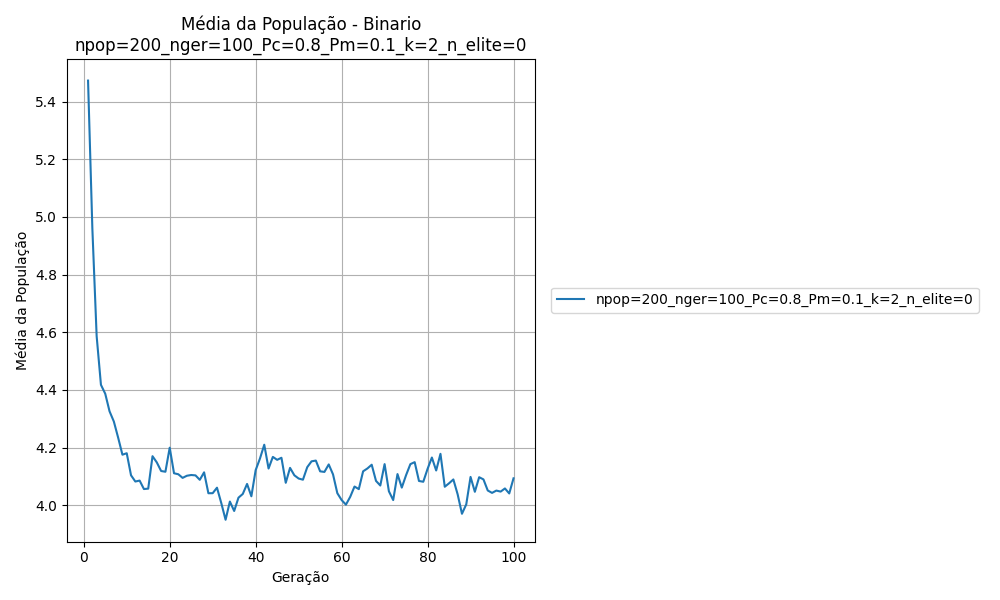 Média da População - Binario
npop=200_nger=100_Pc=0.8_Pm=0.1_k=2_n_elite=0
Média da População
5.4
5.2
5.0
4.8
4.6
4.4
4.2
4.0
0 20 40 60 80 100
Geração
npop=200_nger=100_Pc=0.8_Pm=0.1_k=2_n_elite=0